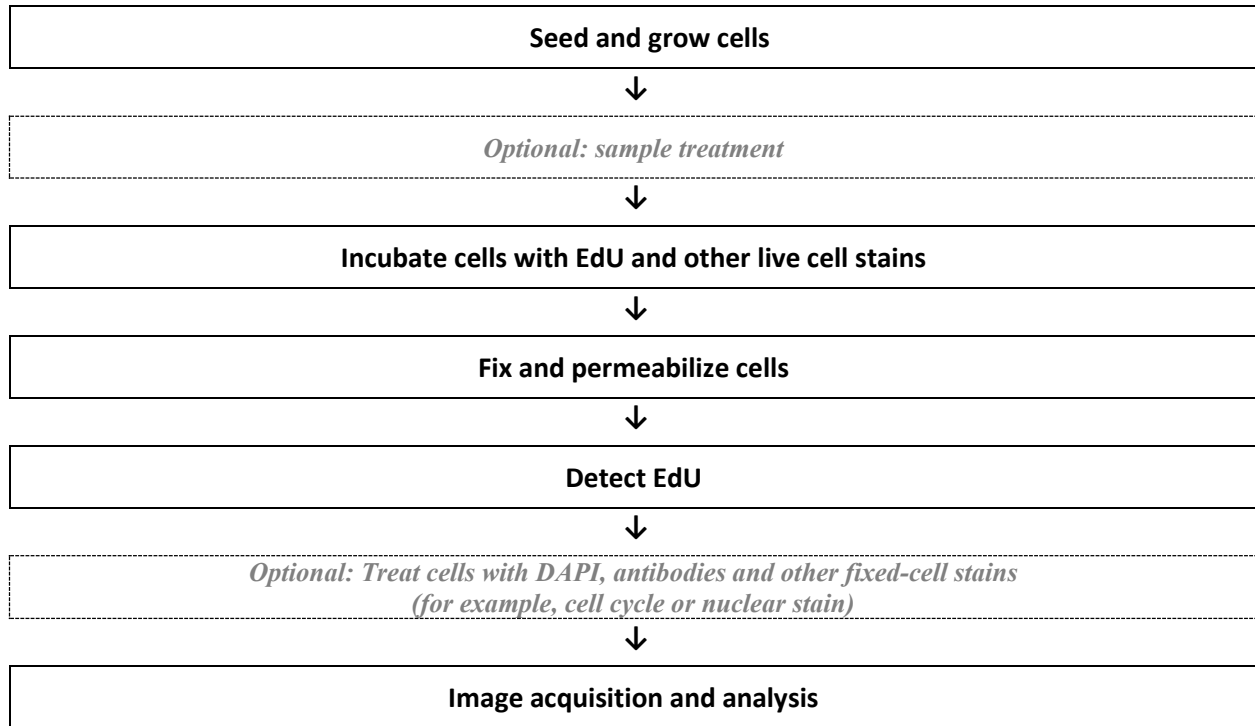 Seed and grow cells
↓
Optional: sample treatment
↓
Incubate cells with EdU and other live cell stains
↓
Fix and permeabilize cells
↓
Detect EdU
↓
Optional: Treat cells with DAPI, antibodies and other fixed-cell stains
(for example, cell cycle or nuclear stain)
↓
Image acquisition and analysis